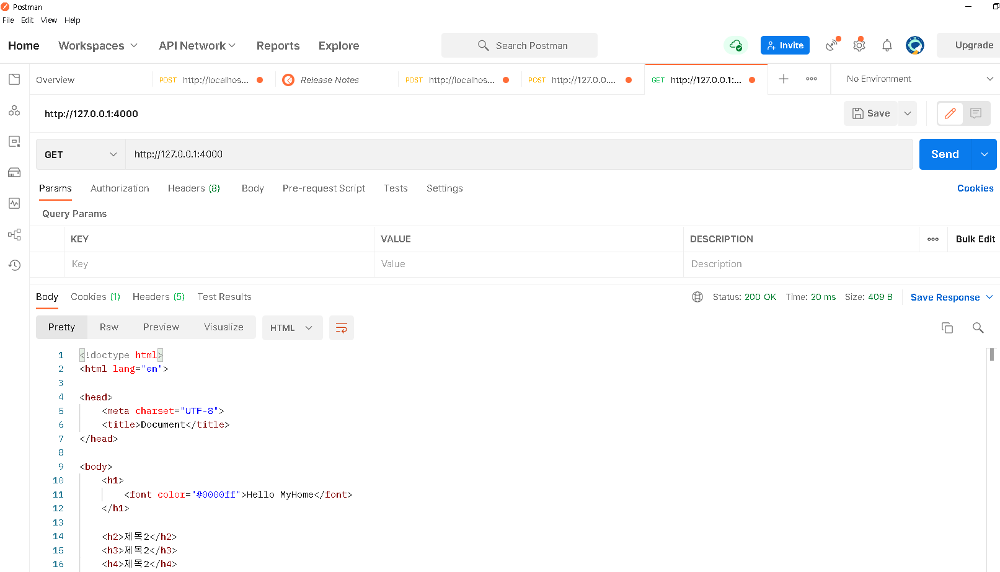 Postman
File Edit View Help
Home Workspaces API Network Reports Explore Search Postman Invite Upgrade
Overview POST http://localhos... Release Notes POST http://localhos... POST http://127.0.0.... GET http://127.0.0.1:... No Environment
http://127.0.0.1:4000 Save
GET http://127.0.0.1:4000 Send
Params Authorization Headers (8) Body Pre-request Script Tests Settings Cookies
Query Params
KEY VALUE DESCRIPTION Bulk Edit
Key Value Description
Body Cookies (1) Headers (5) Test Results Status: 200 OK Time: 20 ms Size: 409 B Save Response
Pretty Raw Preview Visualize HTML
1 <!doctype html>
2 <html lang="en">
3
4 <head>
5 <meta charset="UTF-8">
6 <title>Document</title>
7 </head>
8
9 <body>
10 <h1>
11 <font color="#0000ff">Hello MyHome</font>
12 </h1>
13
14 <h2>제목2</h2>
15 <h3>제목2</h3>
16 <h4>제목2</h4>